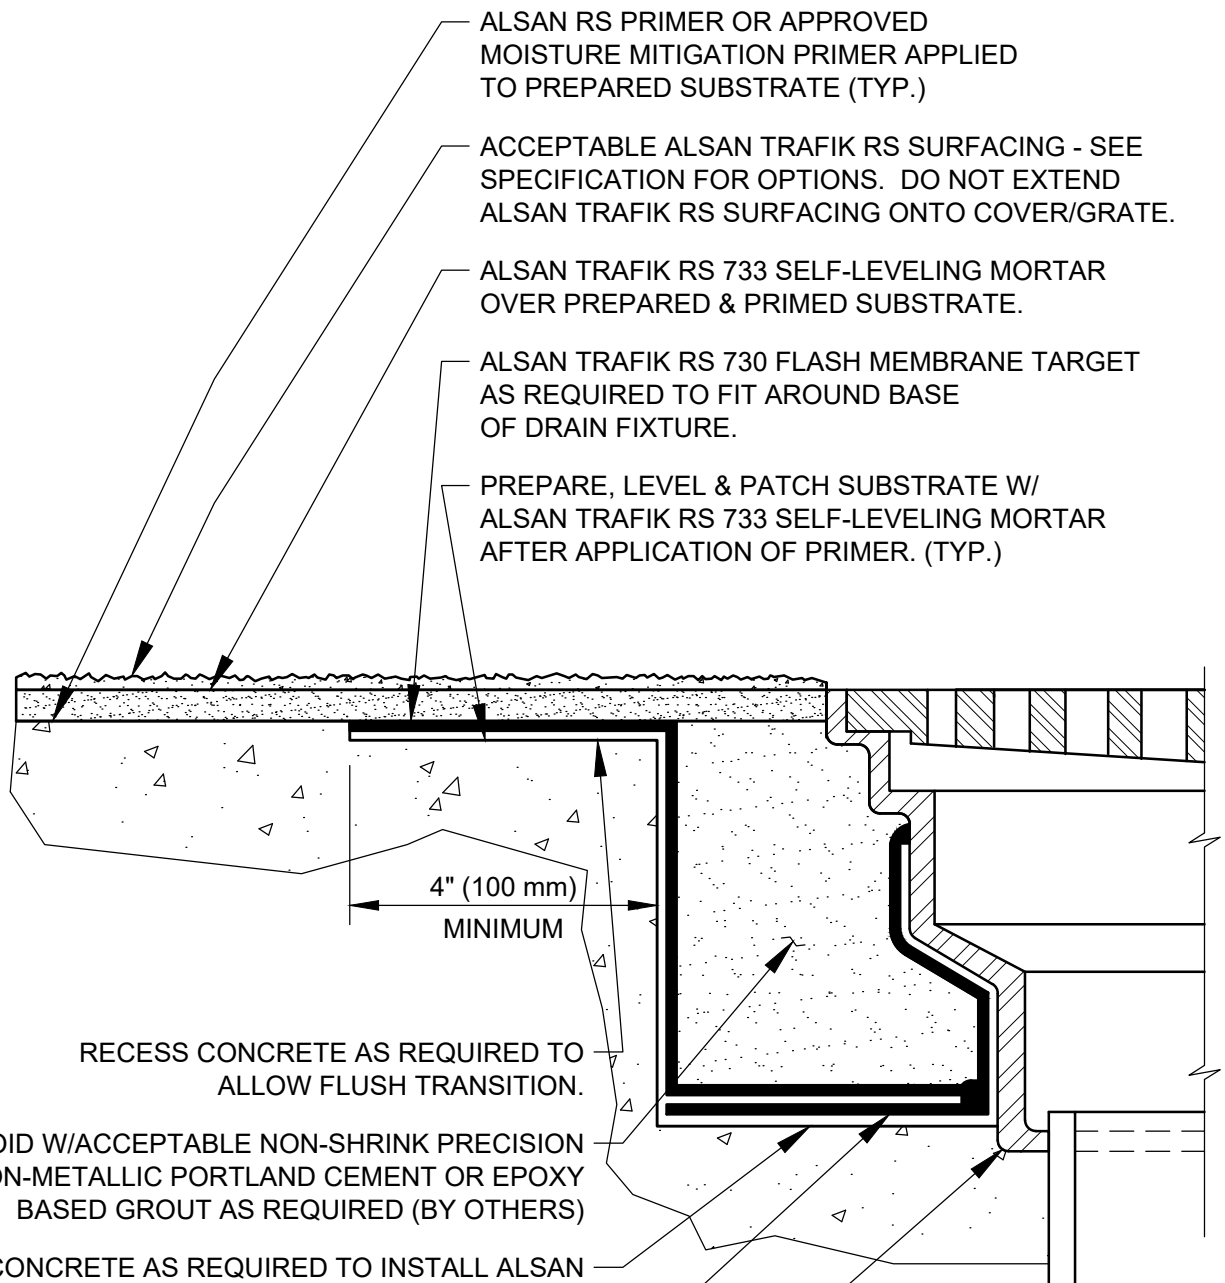 ALSAN RS PRIMER OR APPROVED
MOISTURE MITIGATION PRIMER APPLIED
TO PREPARED SUBSTRATE (TYP.)
ACCEPTABLE ALSAN TRAFIK RS SURFACING - SEE
SPECIFICATION FOR OPTIONS.  DO NOT EXTEND
ALSAN TRAFIK RS SURFACING ONTO COVER/GRATE.
ALSAN TRAFIK RS 733 SELF-LEVELING MORTAR
OVER PREPARED & PRIMED SUBSTRATE.
ALSAN TRAFIK RS 730 FLASH MEMBRANE TARGET
AS REQUIRED TO FIT AROUND BASE
OF DRAIN FIXTURE.
PREPARE, LEVEL & PATCH SUBSTRATE W/
ALSAN TRAFIK RS 733 SELF-LEVELING MORTAR
AFTER APPLICATION OF PRIMER. (TYP.)
4" (100 mm)
MINIMUM
RECESS CONCRETE AS REQUIRED TO
ALLOW FLUSH TRANSITION.
W/ACCEPTABLE NON-SHRINK PRECISION
PORTLAND CEMENT OR EPOXY
BASED GROUT AS REQUIRED (BY OTHERS)
CONCRETE AS REQUIRED TO INSTALL ALSAN